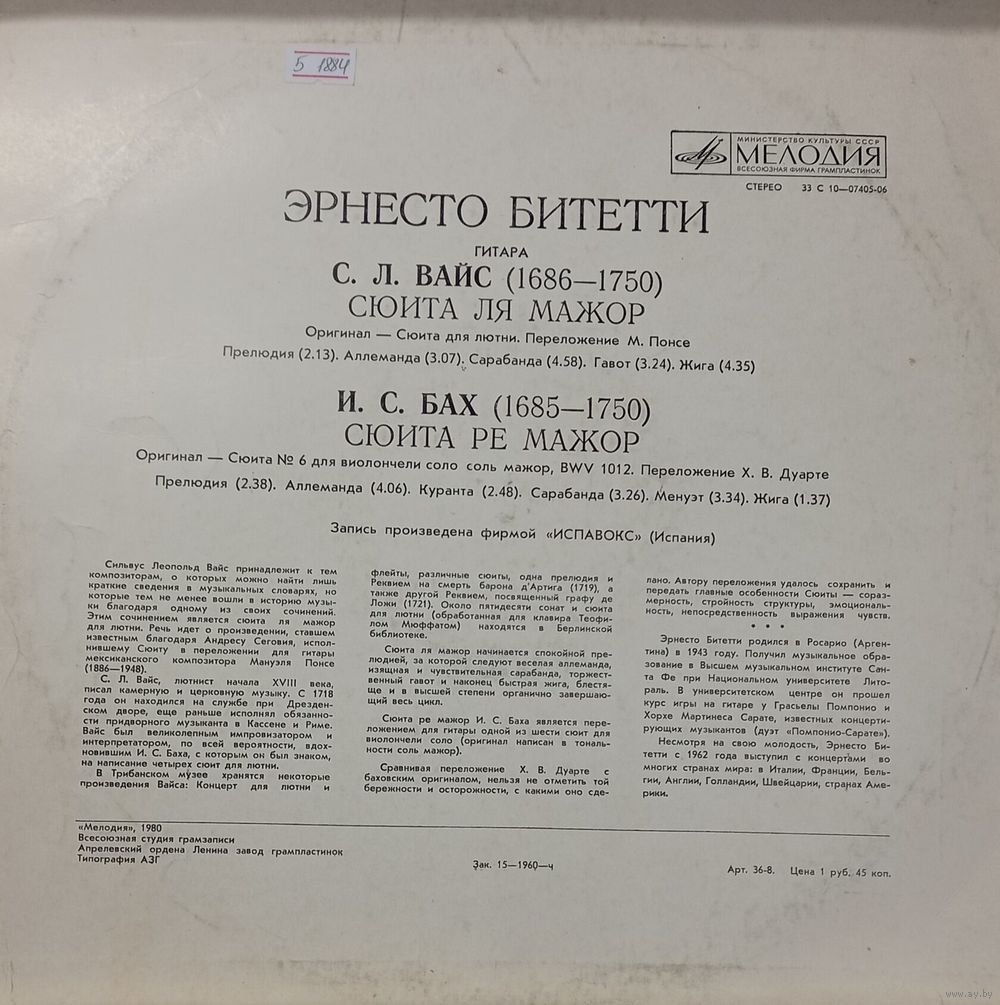 5 1884
МИНИСТЕРСТВО КУЛЬТУРЫ СССР
МЕЛОДИЯ
ВСЕСОЮЗНАЯ ФИРМА ГРАМПЛАСТИНОК
СТЕРЕО 33 С 10—07405-06
ЭРНЕСТО БИТЕТТИ
ГИТАРА
С. Л. ВАЙС (1686—1750)
СЮИТА ЛЯ МАЖОР
Оригинал — Сюита для лютни. Переложение М. Понсе
Прелюдия (2.13). Аллеманда (3.07). Сарабанда (4.58). Гавот (3.24). Жига (4.35)
И. С. БАХ (1685—1750)
СЮИТА РЕ МАЖОР
Оригинал — Сюита № 6 для виолончели соло соль мажор, BWV 1012. Переложение Х. В. Дуарте
Прелюдия (2.38). Аллеманда (4.06). Куранта (2.48). Сарабанда (3.26). Менуэт (3.34). Жига (1.37)
Запись произведена фирмой «ИСПАВОКС» (Испания)
Сильвус Леопольд Вайс принадлежит к тем
композиторам, о которых можно найти лишь
краткие сведения в музыкальных словарях, но
которые тем не менее вошли в историю музы-
ки благодаря одному из своих сочинений.
Этим сочинением является сюита ля мажор
для лютни. Речь идет о произведении, ставшем
известным благодаря Андресу Сеговия, испол-
нившему Сюиту в переложении для гитары
мексиканского композитора Мануэля Понсе
(1886—1948).
С. Л. Вайс, лютнист начала XVIII века,
писал камерную и церковную музыку. С 1718
года он находился на службе при Дрезден-
ском дворе, еще раньше исполнял обязанно-
сти придворного музыканта в Кассене и Риме.
Вайс был великолепным импровизатором и
интерпретатором, по всей вероятности, вдох-
новившим И. С. Баха, с которым он был знаком,
на написание четырех сюит для лютни.
В Трибанском музее хранятся некоторые
произведения Вайса: Концерт для лютни и
флейты, различные сюиты, одна прелюдия и
Реквием на смерть барона д'Артига (1719), а
также другой Реквием, посвященный графу де
Ложи (1721). Около пятидесяти сонат и сюита
для лютни (обработанная для клавира Теофи-
лом Мюффатом) находятся в Берлинской
библиотеке.
Сюита ля мажор начинается спокойной пре-
людией, за которой следуют веселая аллеманда,
изящная и чувствительная сарабанда, торжест-
венный гавот и наконец быстрая жига, блестя-
ще и в высшей степени органично завершаю-
щий весь цикл.
Сюита ре мажор И. С. Баха является пере-
ложением для гитары одной из шести сюит для
виолончели соло (оригинал написан в тональ-
ности соль мажор).
Сравнивая переложение Х. В. Дуарте с
баховским оригиналом, нельзя не отметить той
бережности и осторожности, с какими оно сде-
лано. Автору переложения удалось сохранить и
передать главные особенности Сюиты — сораз-
мерность, стройность структуры, эмоциональ-
ность, непосредственность выражения чувств.
* * *
Эрнесто Битетти родился в Росарио (Арген-
тина) в 1943 году. Получил музыкальное обра-
зование в Высшем музыкальном институте Сан-
та Фе при Национальном университете Лито-
раль. В университетском центре он прошел
курс игры на гитаре у Грасьелы Помпонио и
Хорхе Мартинеса Сарате, известных концерти-
рующих музыкантов (дуэт «Помпонио-Сарате»).
Несмотря на свою молодость, Эрнесто Би-
тетти с 1962 года выступил с концертами во
многих странах мира: в Италии, Франции, Бель-
гии, Англии, Голландии, Швейцарии, странах Аме-
рики.
«Мелодия», 1980
Всесоюзная студия грамзаписи
Апрелевский ордена Ленина завод грампластинок
Типография АЗГ
Зак. 15—1960—ч
Арт. 36-8. Цена 1 руб. 45 коп.
www.ay.by